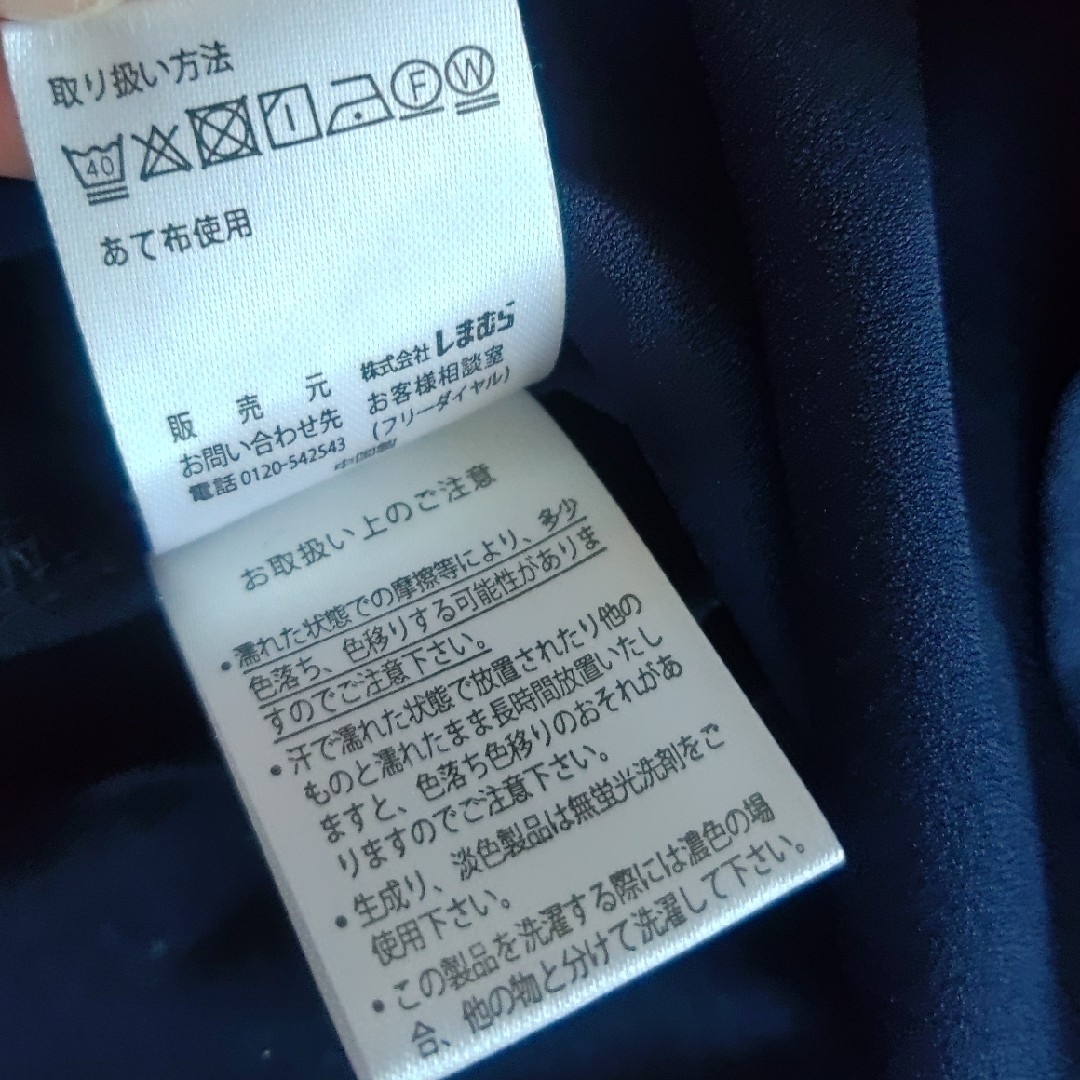 取り扱い方法
40 F W
あて布使用
販売元 株式会社しまむら
お問い合わせ先 お客様相談室
電話 0120-542543 (フリーダイヤル)
お取扱い上のご注意
・濡れた状態での摩擦等により、多少
色落ち、色移りする可能性がありま
すのでご注意下さい。
・汗で濡れた状態で放置されたり他の
ものと濡れたまま長時間放置いたし
ますと、色落ち色移りのおそれがあ
りますのでご注意下さい。
・生成り、淡色製品は無蛍光洗剤をご
使用下さい。
・この製品を洗濯する際には濃色の場
合、他の物と分けて洗濯して下さい。